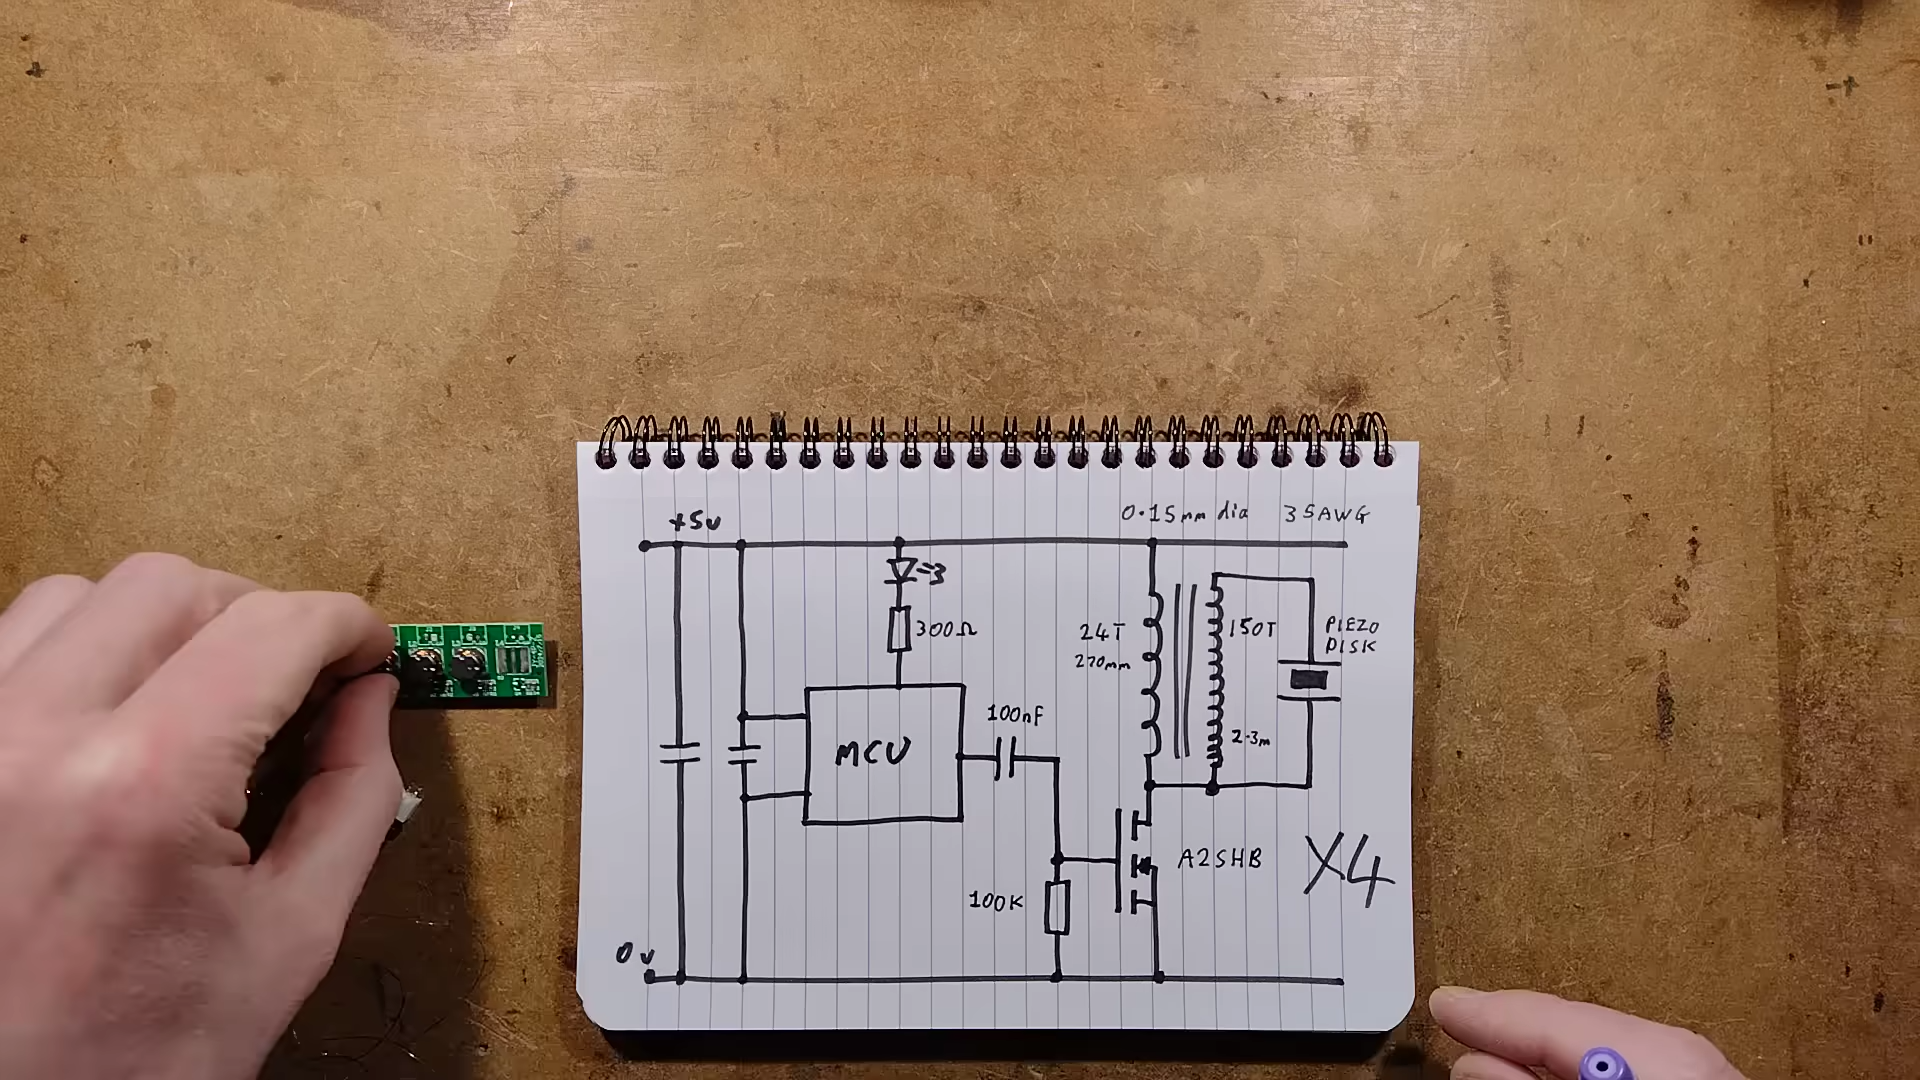 0.15mm dia 35AWG
+5v
300Ω
24T
270mm
150T
PIEZO
DISK
100nF
2.3m
MCU
A2SHB
X4
100K
0v